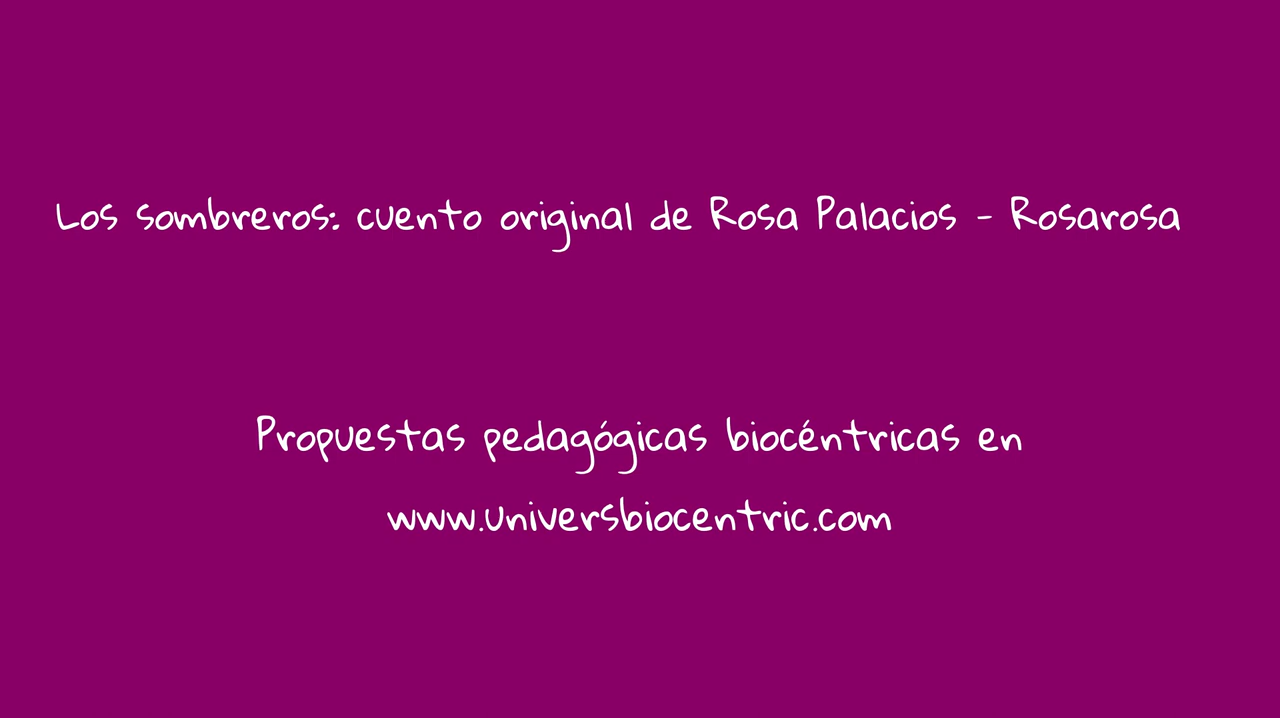 Los sombreros: cuento original de Rosa Palacios - Rosarosa
Propuestas pedagógicas biocéntricas en
www.universbiocentric.com